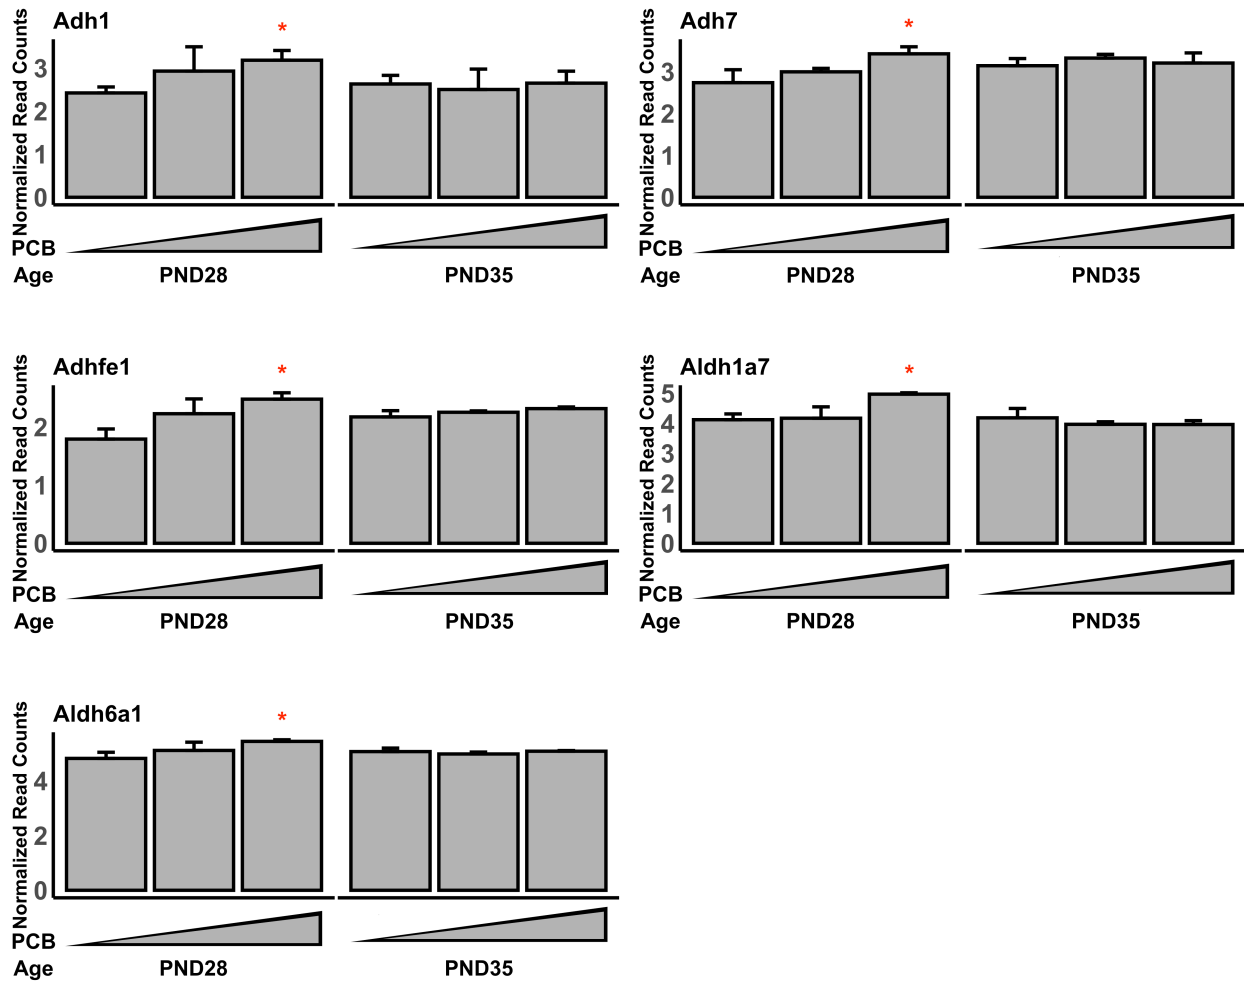 Adh1
*
Normalized Read Counts
3
2
1
0
PCB
Age
PND28
PND35
Adh7
*
Normalized Read Counts
3
2
1
0
PCB
Age
PND28
PND35
Adhfe1
*
Normalized Read Counts
2
1
0
PCB
Age
PND28
PND35
Aldh1a7
*
Normalized Read Counts
5
4
3
2
1
0
PCB
Age
PND28
PND35
Aldh6a1
*
Normalized Read Counts
4
2
0
PCB
Age
PND28
PND35